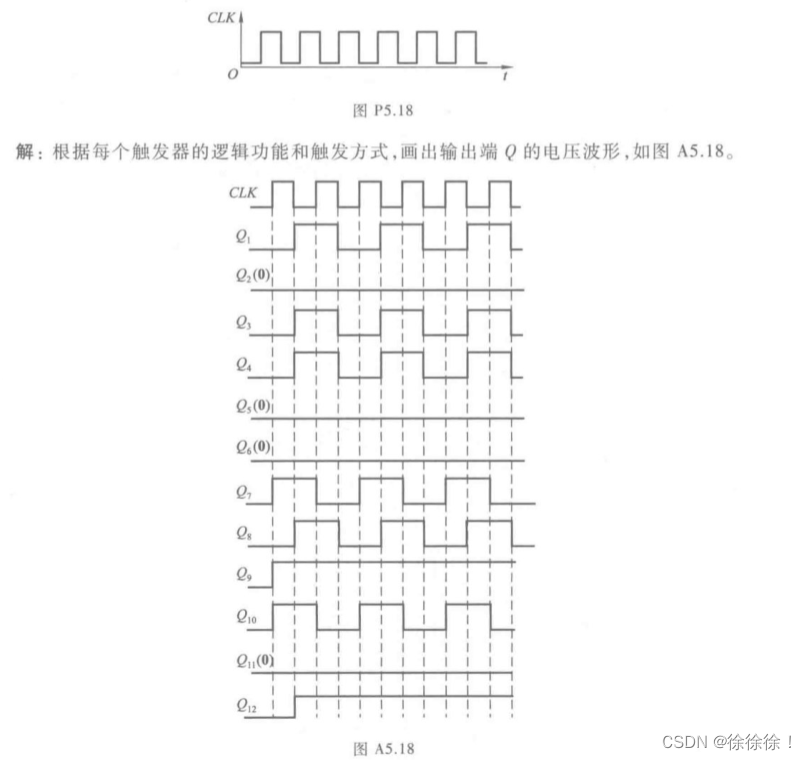 CLK
O
t
图 P5.18
解：根据每个触发器的逻辑功能和触发方式,画出输出端 Q 的电压波形,如图 A5.18。
CLK
Q₁
Q₂(0)
Q₃
Q₄
Q₅(0)
Q₆(0)
Q₇
Q₈
Q₉
Q₁₀
Q₁₁(0)
Q₁₂
图 A5.18
CSDN @徐徐徐！